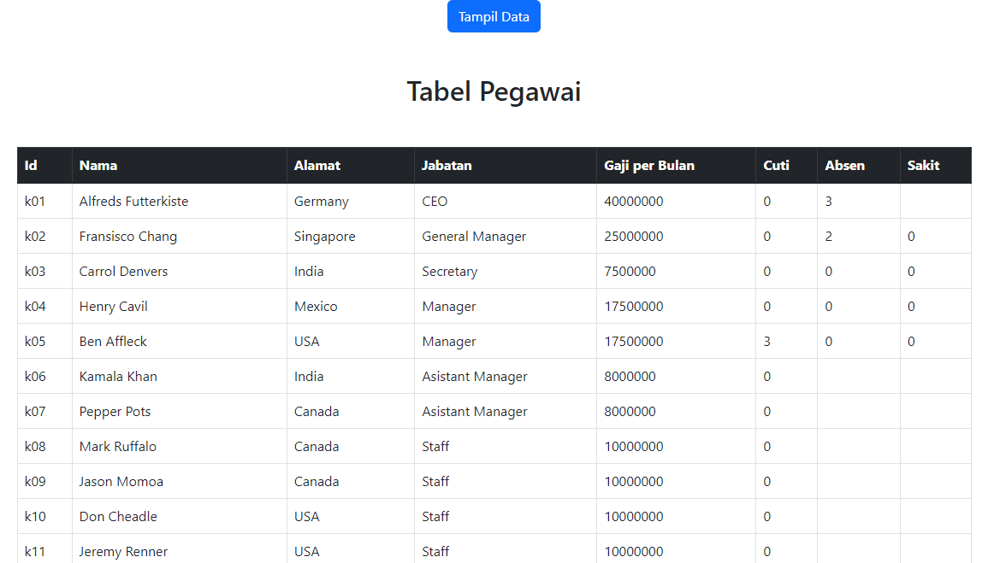 Tampil Data
Tabel Pegawai
Id Nama Alamat Jabatan Gaji per Bulan Cuti Absen Sakit
k01 Alfreds Futterkiste Germany CEO 40000000 0 3
k02 Fransisco Chang Singapore General Manager 25000000 0 2 0
k03 Carrol Denvers India Secretary 7500000 0 0 0
k04 Henry Cavil Mexico Manager 17500000 0 0 0
k05 Ben Affleck USA Manager 17500000 3 0 0
k06 Kamala Khan India Asistant Manager 8000000 0
k07 Pepper Pots Canada Asistant Manager 8000000 0
k08 Mark Ruffalo Canada Staff 10000000 0
k09 Jason Momoa Canada Staff 10000000 0
k10 Don Cheadle USA Staff 10000000 0
k11 Jeremy Renner USA Staff 10000000 0